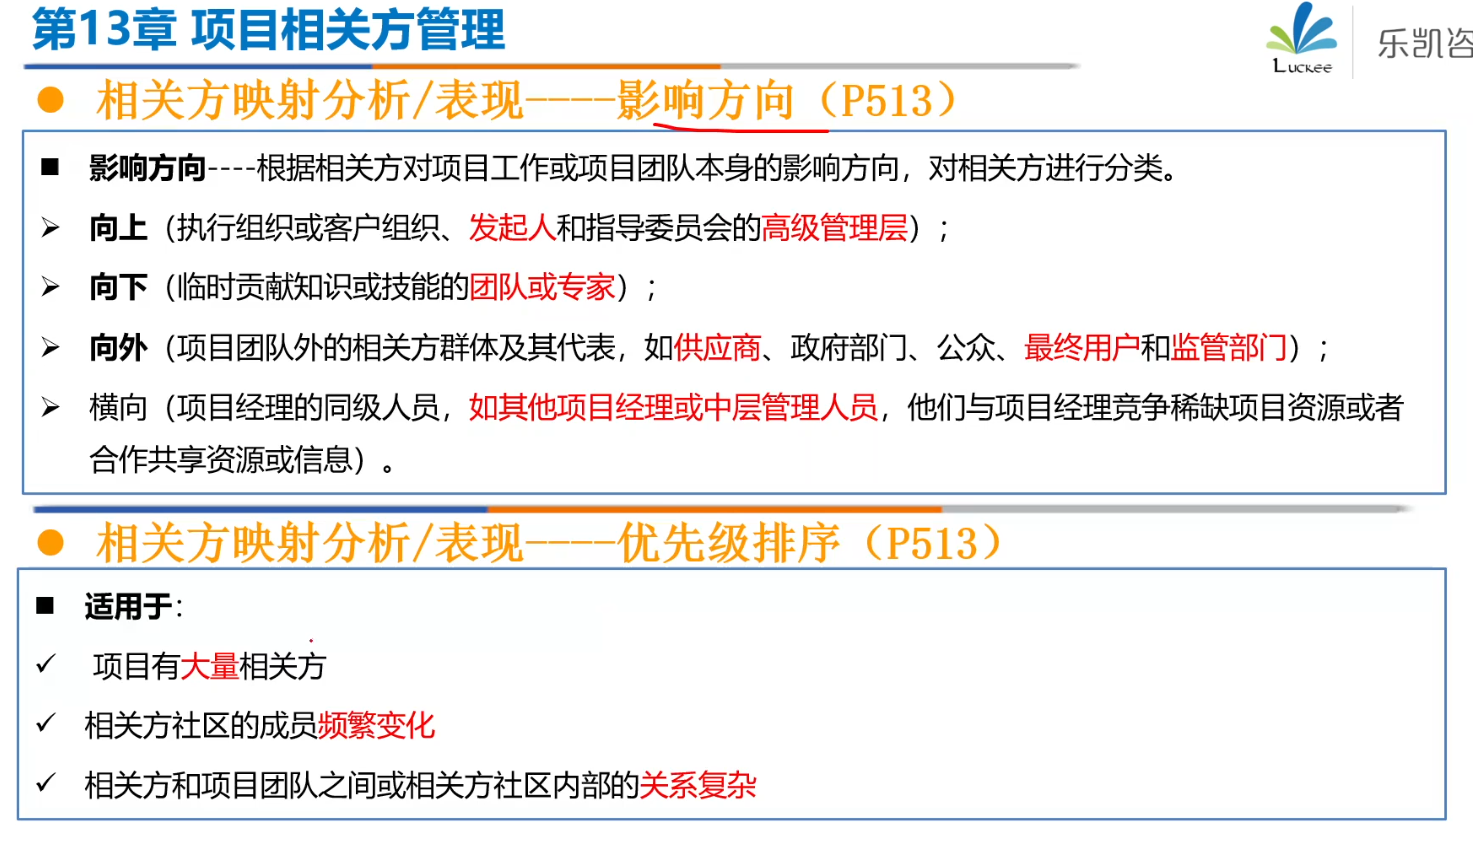 第13章 项目相关方管理
Luckee
乐凯咨
相关方映射分析/表现----影响方向（P513）
影响方向----根据相关方对项目工作或项目团队本身的影响方向，对相关方进行分类。
向上（执行组织或客户组织、发起人和指导委员会的高级管理层）；
向下（临时贡献知识或技能的团队或专家）；
向外（项目团队外的相关方群体及其代表，如供应商、政府部门、公众、最终用户和监管部门）；
横向（项目经理的同级人员，如其他项目经理或中层管理人员，他们与项目经理竞争稀缺项目资源或者
合作共享资源或信息）。
相关方映射分析/表现----优先级排序（P513）
适用于：
项目有大量相关方
相关方社区的成员频繁变化
相关方和项目团队之间或相关方社区内部的关系复杂